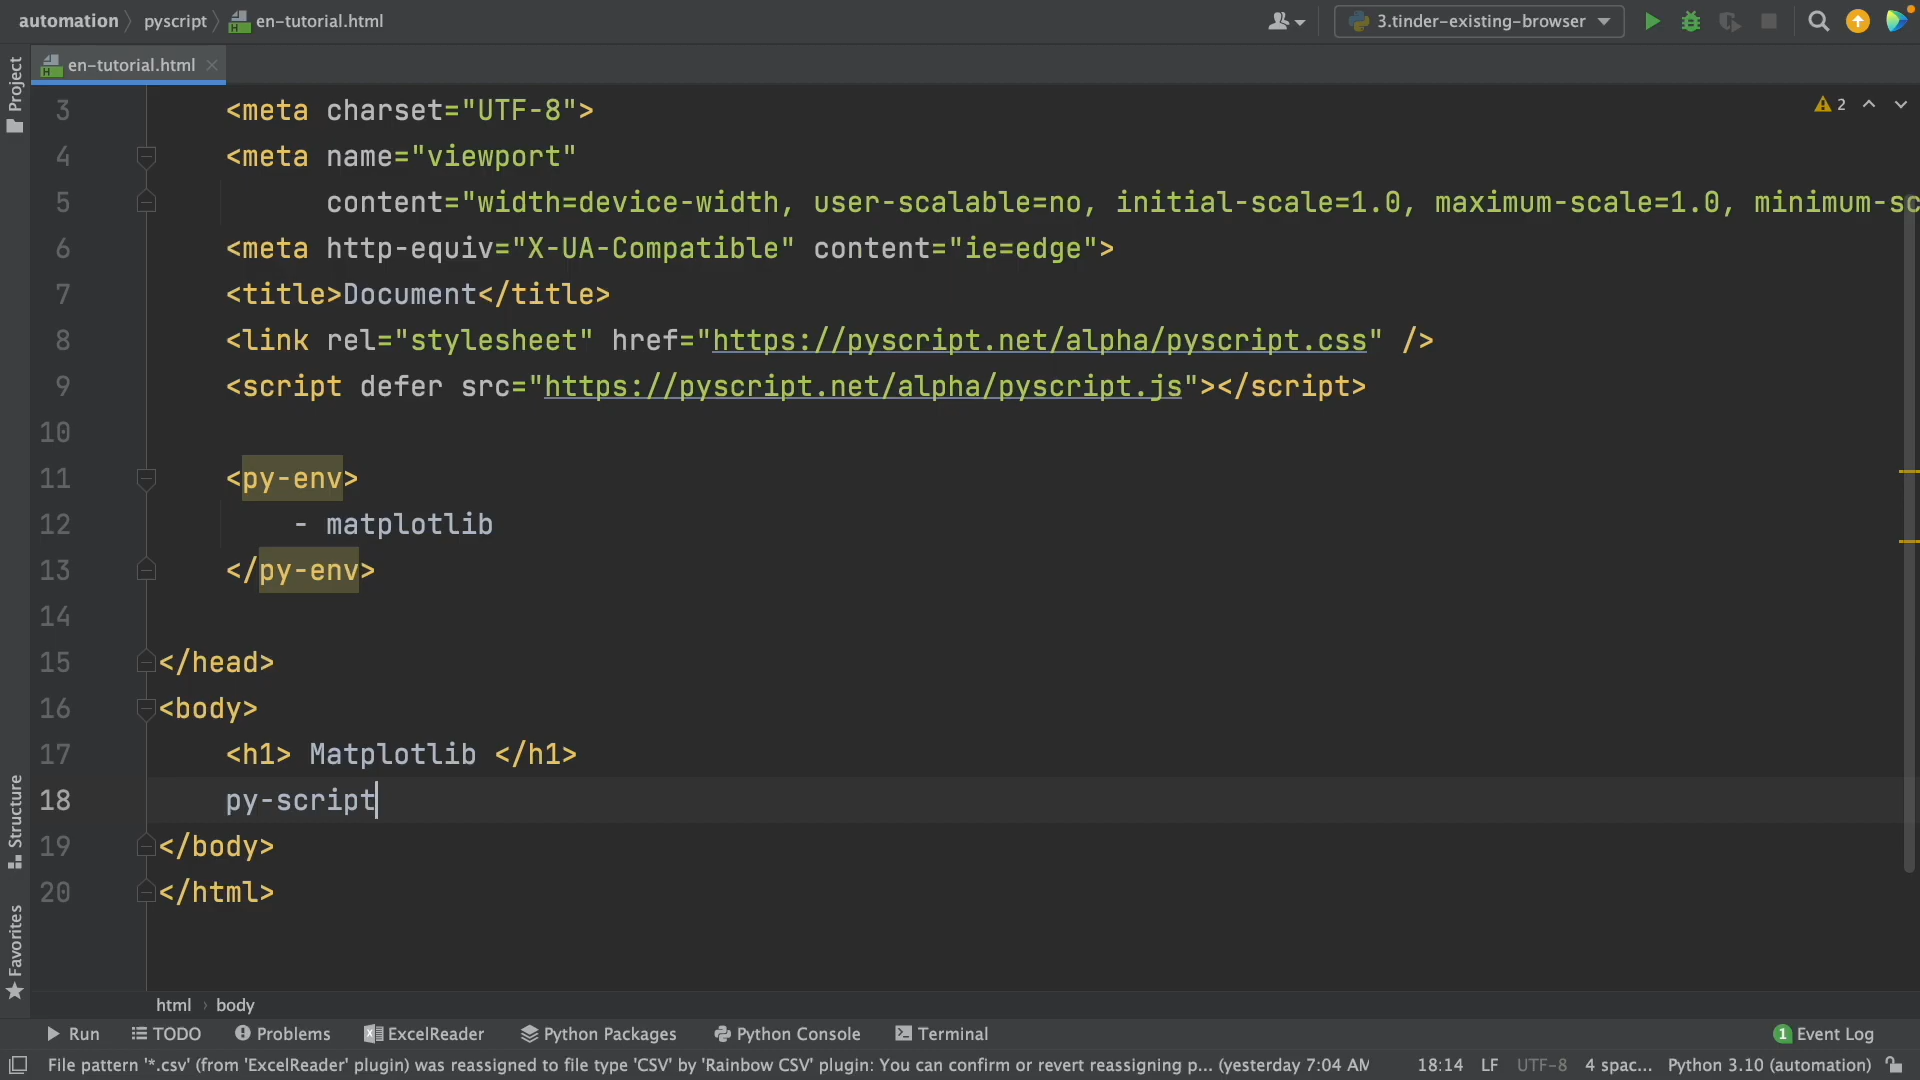 automation pyscript en-tutorial.html 3.tinder-existing-browser
en-tutorial.html
Project
2
3 <meta charset="UTF-8">
4 <meta name="viewport"
5 content="width=device-width, user-scalable=no, initial-scale=1.0, maximum-scale=1.0, minimum-sc
6 <meta http-equiv="X-UA-Compatible" content="ie=edge">
7 <title>Document</title>
8 <link rel="stylesheet" href="https://pyscript.net/alpha/pyscript.css" />
9 <script defer src="https://pyscript.net/alpha/pyscript.js"></script>
10
11 <py-env>
12 - matplotlib
13 </py-env>
14
15 </head>
16 <body>
17 <h1> Matplotlib </h1>
18 py-script
19 </body>
20 </html>
Structure
Favorites
html › body
Run TODO Problems ExcelReader Python Packages Python Console Terminal 1 Event Log
File pattern '*.csv' (from 'ExcelReader' plugin) was reassigned to file type 'CSV' by 'Rainbow CSV' plugin: You can confirm or revert reassigning p... (yesterday 7:04 AM 18:14 LF UTF-8 4 spac... Python 3.10 (automation)